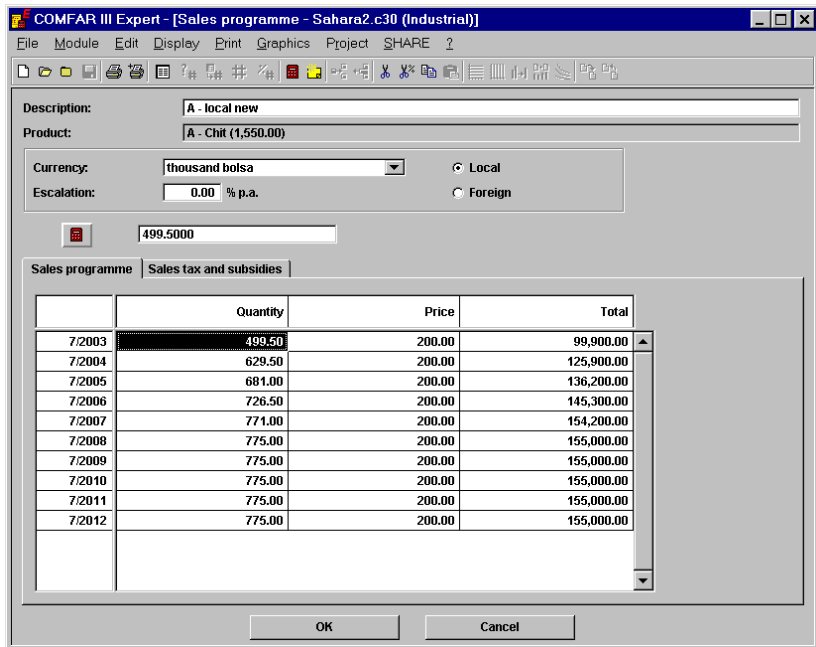 COMFAR III Expert - [Sales programme - Sahara2.c30 (Industrial)]
File Module Edit Display Print Graphics Project SHARE ?
Description: A - local new
Product: A - Chit (1,550.00)
Currency: thousand bolsa Local
Escalation: 0.00 % p.a. Foreign
499.5000
Sales programme Sales tax and subsidies
Quantity Price Total
7/2003 499.50 200.00 99,900.00
7/2004 629.50 200.00 125,900.00
7/2005 681.00 200.00 136,200.00
7/2006 726.50 200.00 145,300.00
7/2007 771.00 200.00 154,200.00
7/2008 775.00 200.00 155,000.00
7/2009 775.00 200.00 155,000.00
7/2010 775.00 200.00 155,000.00
7/2011 775.00 200.00 155,000.00
7/2012 775.00 200.00 155,000.00
OK Cancel